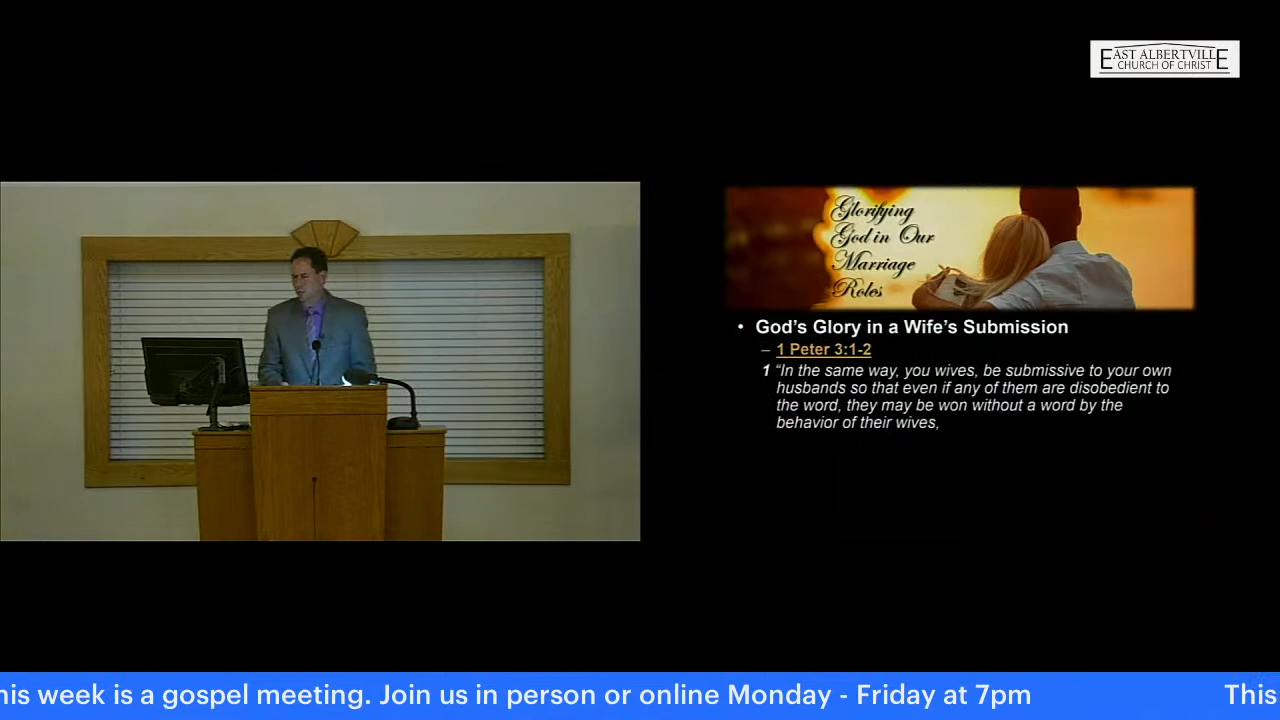 EAST ALBERTVILLE
CHURCH OF CHRIST
Glorifying
God in Our
Marriage
Roles
• God’s Glory in a Wife’s Submission
– 1 Peter 3:1-2
1 “In the same way, you wives, be submissive to your own
husbands so that even if any of them are disobedient to
the word, they may be won without a word by the
behavior of their wives,
his week is a gospel meeting. Join us in person or online Monday - Friday at 7pm
This